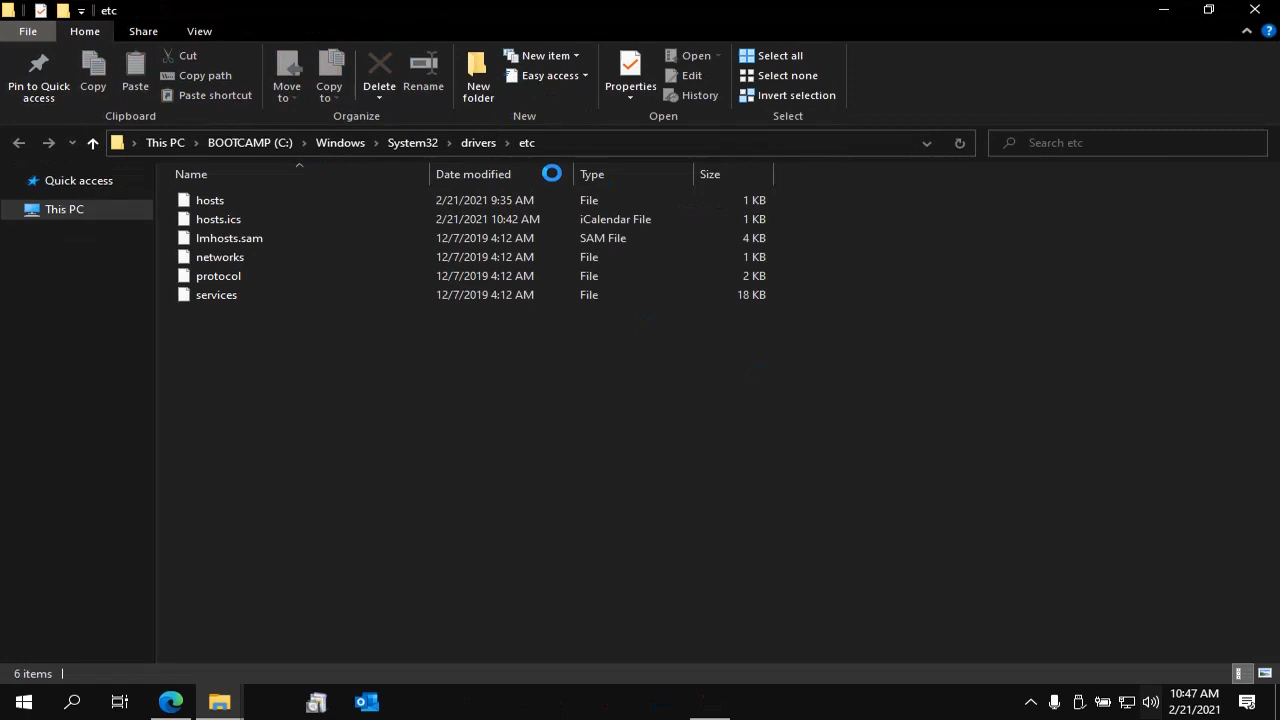 etc
File Home Share View
Pin to Quick access
Copy
Paste
Cut
Copy path
Paste shortcut
Clipboard
Move to
Copy to
Delete
Rename
Organize
New folder
New item
Easy access
New
Properties
Open
Edit
History
Open
Select all
Select none
Invert selection
Select
This PC BOOTCAMP (C:) Windows System32 drivers etc
Search etc
Quick access
This PC
Name Date modified Type Size
hosts 2/21/2021 9:35 AM File 1 KB
hosts.ics 2/21/2021 10:42 AM iCalendar File 1 KB
lmhosts.sam 12/7/2019 4:12 AM SAM File 4 KB
networks 12/7/2019 4:12 AM File 1 KB
protocol 12/7/2019 4:12 AM File 2 KB
services 12/7/2019 4:12 AM File 18 KB
6 items
10:47 AM
2/21/2021